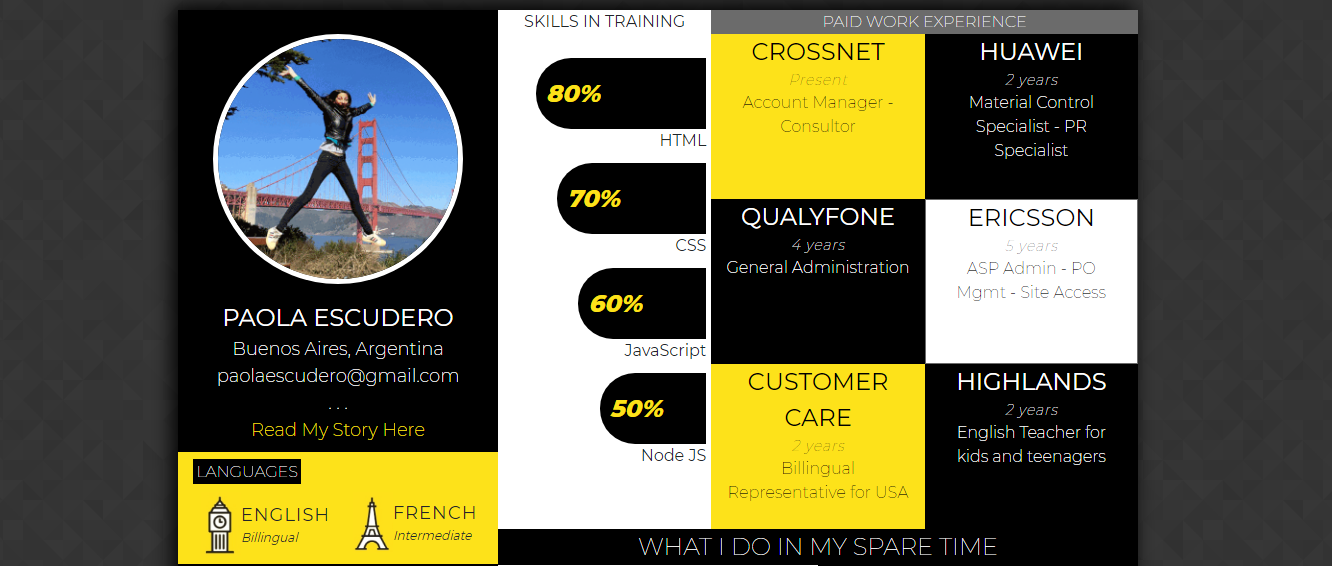 PAOLA ESCUDERO
Buenos Aires, Argentina
paolaescudero@gmail.com
. . .
Read My Story Here
LANGUAGES
ENGLISH
Billingual
FRENCH
Intermediate
SKILLS IN TRAINING
80%
HTML
70%
CSS
60%
JavaScript
50%
Node JS
PAID WORK EXPERIENCE
CROSSNET
Present
Account Manager -
Consultor
HUAWEI
2 years
Material Control
Specialist - PR
Specialist
QUALYFONE
4 years
General Administration
ERICSSON
5 years
ASP Admin - PO
Mgmt - Site Access
CUSTOMER
CARE
2 years
Billingual
Representative for USA
HIGHLANDS
2 years
English Teacher for
kids and teenagers
WHAT I DO IN MY SPARE TIME